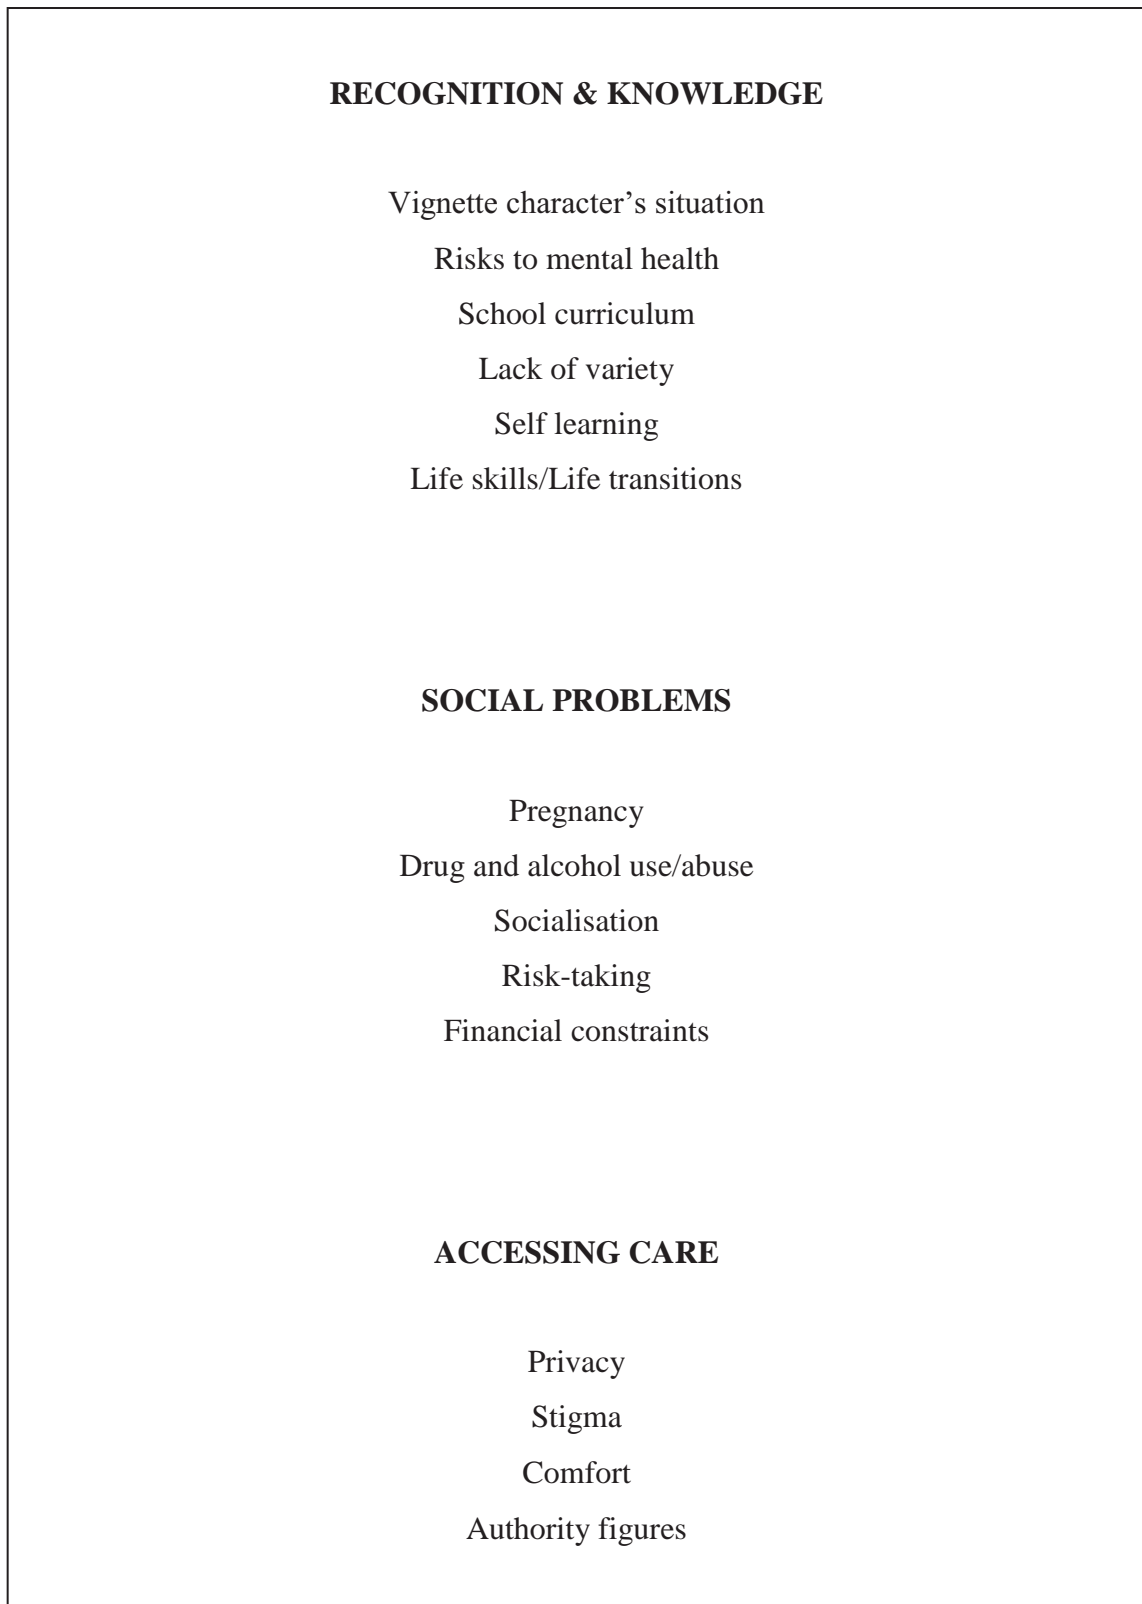 RECOGNITION & KNOWLEDGE
Vignette character’s situation
Risks to mental health
School curriculum
Lack of variety
Self learning
Life skills/Life transitions
SOCIAL PROBLEMS
Pregnancy
Drug and alcohol use/abuse
Socialisation
Risk-taking
Financial constraints
ACCESSING CARE
Privacy
Stigma
Comfort
Authority figures